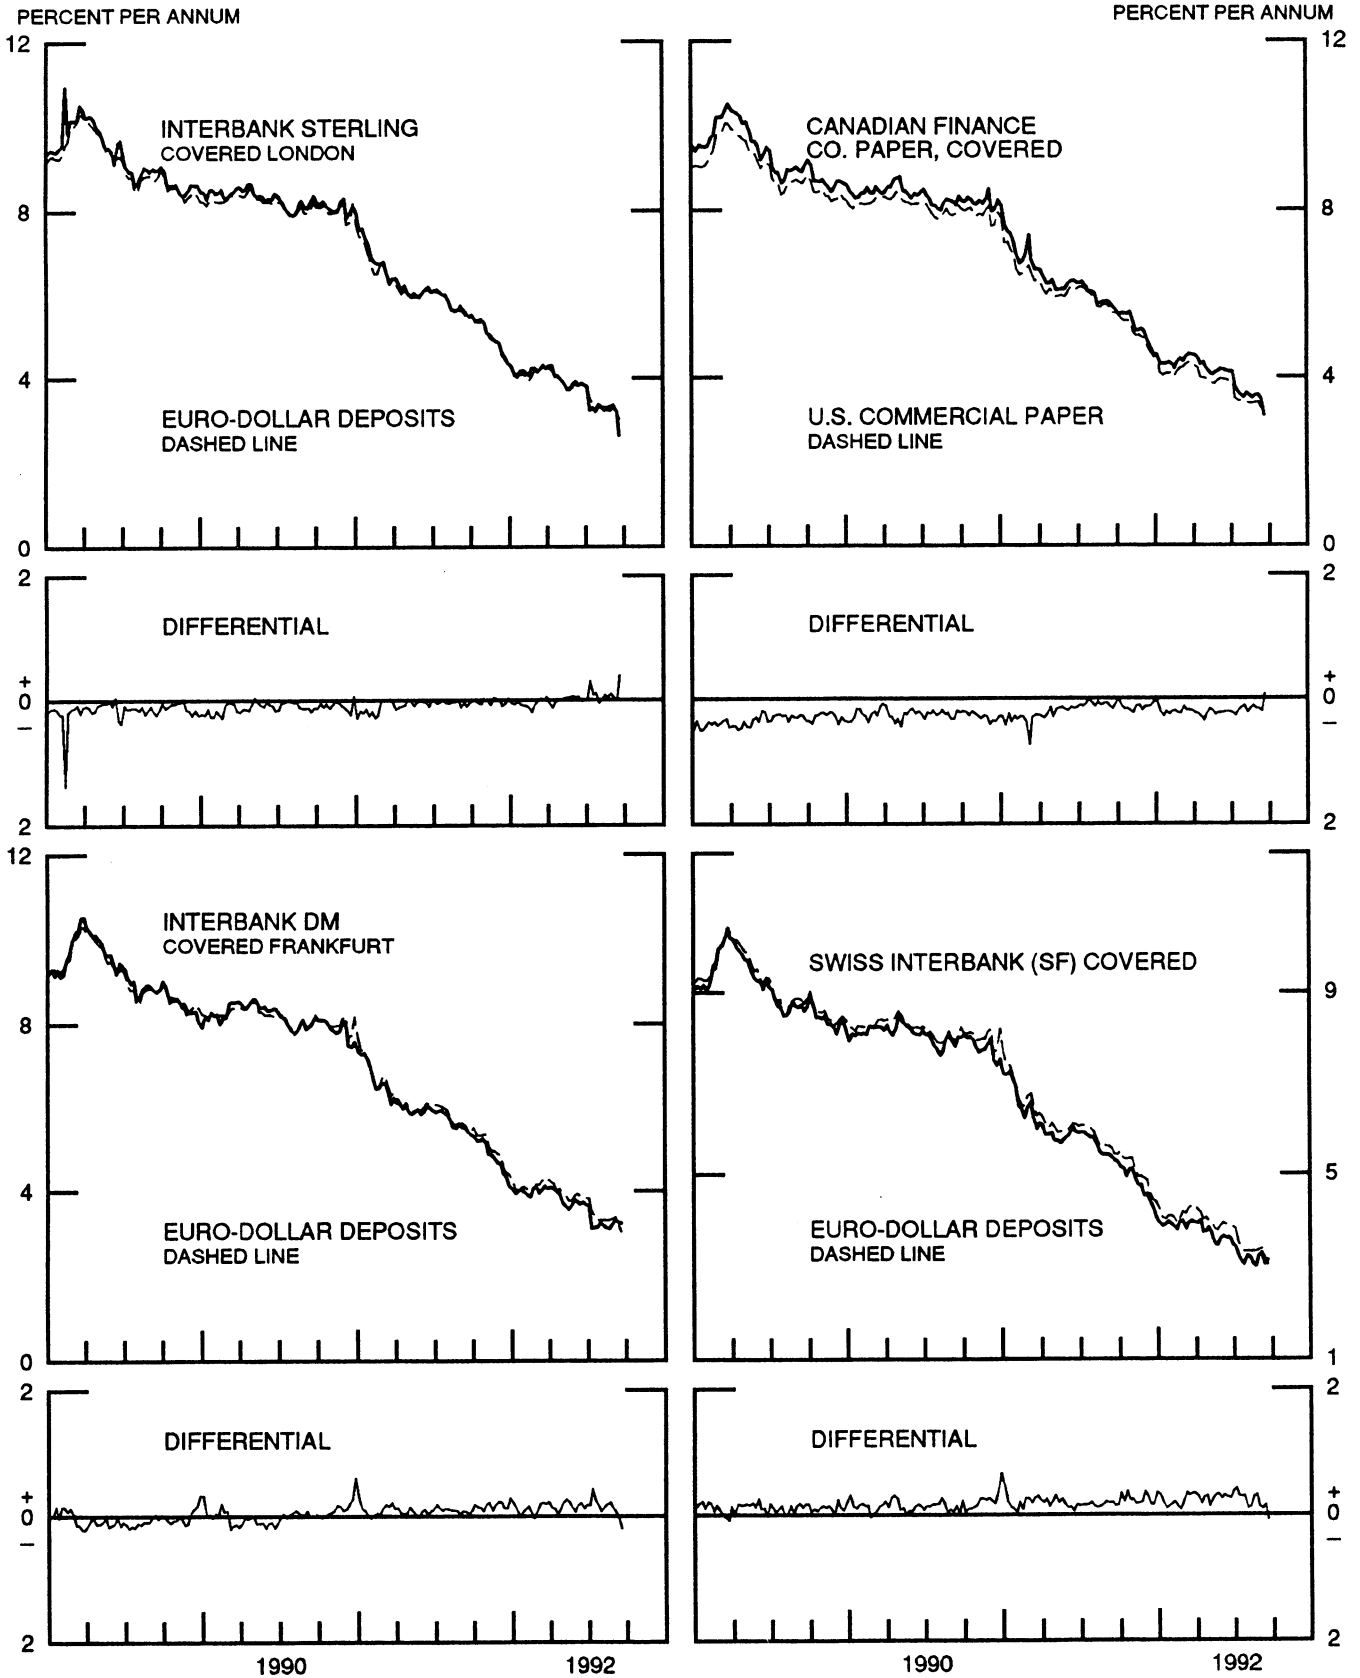 PERCENT PER ANNUM
PERCENT PER ANNUM
12
12
INTERBANK STERLING
COVERED LONDON
CANADIAN FINANCE
CO. PAPER, COVERED
8
8
4
4
EURO-DOLLAR DEPOSITS
DASHED LINE
U.S. COMMERCIAL PAPER
DASHED LINE
0
0
2
2
DIFFERENTIAL
DIFFERENTIAL
+
0
–
+
0
–
2
2
12
INTERBANK DM
COVERED FRANKFURT
SWISS INTERBANK (SF) COVERED
9
8
5
4
EURO-DOLLAR DEPOSITS
DASHED LINE
EURO-DOLLAR DEPOSITS
DASHED LINE
0
1
2
2
DIFFERENTIAL
DIFFERENTIAL
+
0
–
+
0
–
2
2
1990
1992
1990
1992